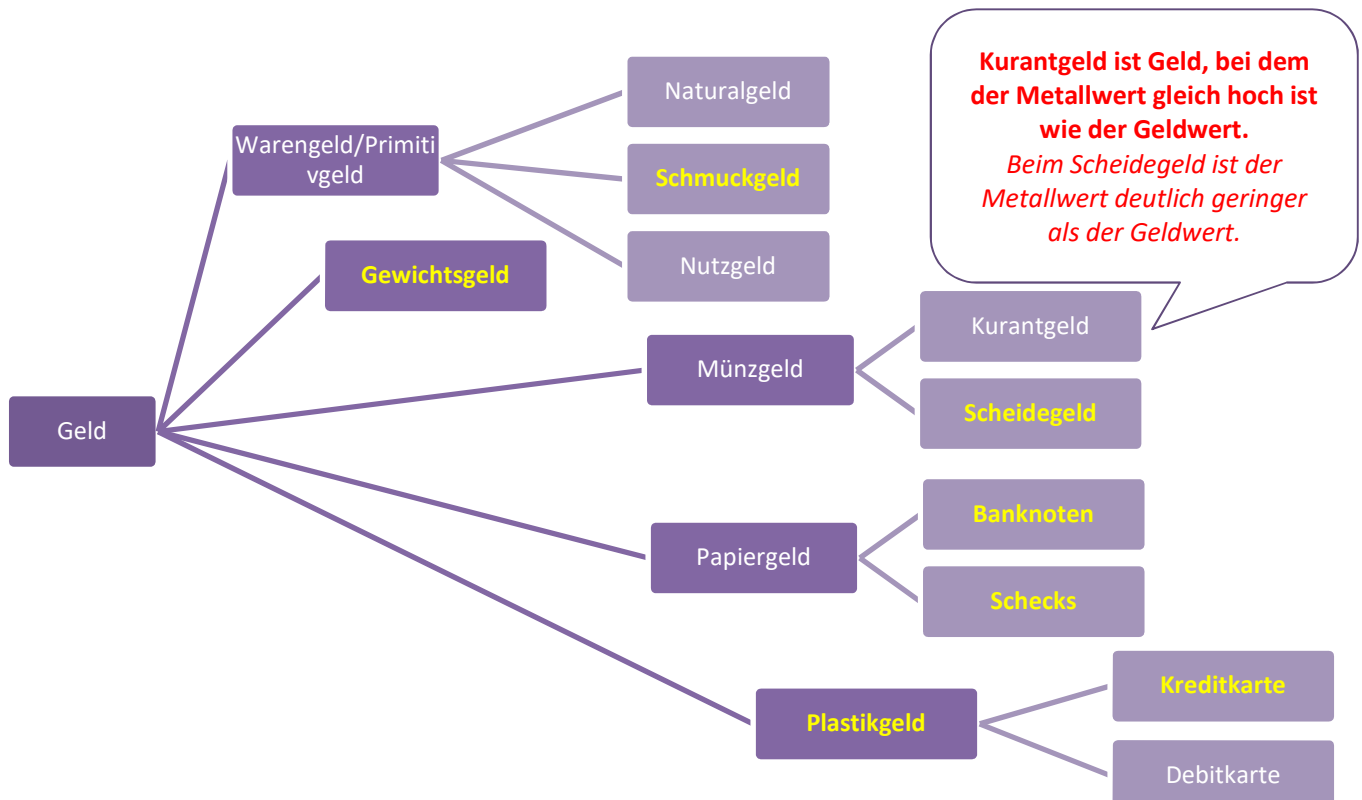 Kurantgeld ist Geld, bei dem
der Metallwert gleich hoch ist
wie der Geldwert.
Beim Scheidegeld ist der
Metallwert deutlich geringer
als der Geldwert.
Naturalgeld
Warengeld/Primiti
vgeld
Schmuckgeld
Nutzgeld
Gewichtsgeld
Kurantgeld
Münzgeld
Scheidegeld
Geld
Banknoten
Papiergeld
Schecks
Kreditkarte
Plastikgeld
Debitkarte